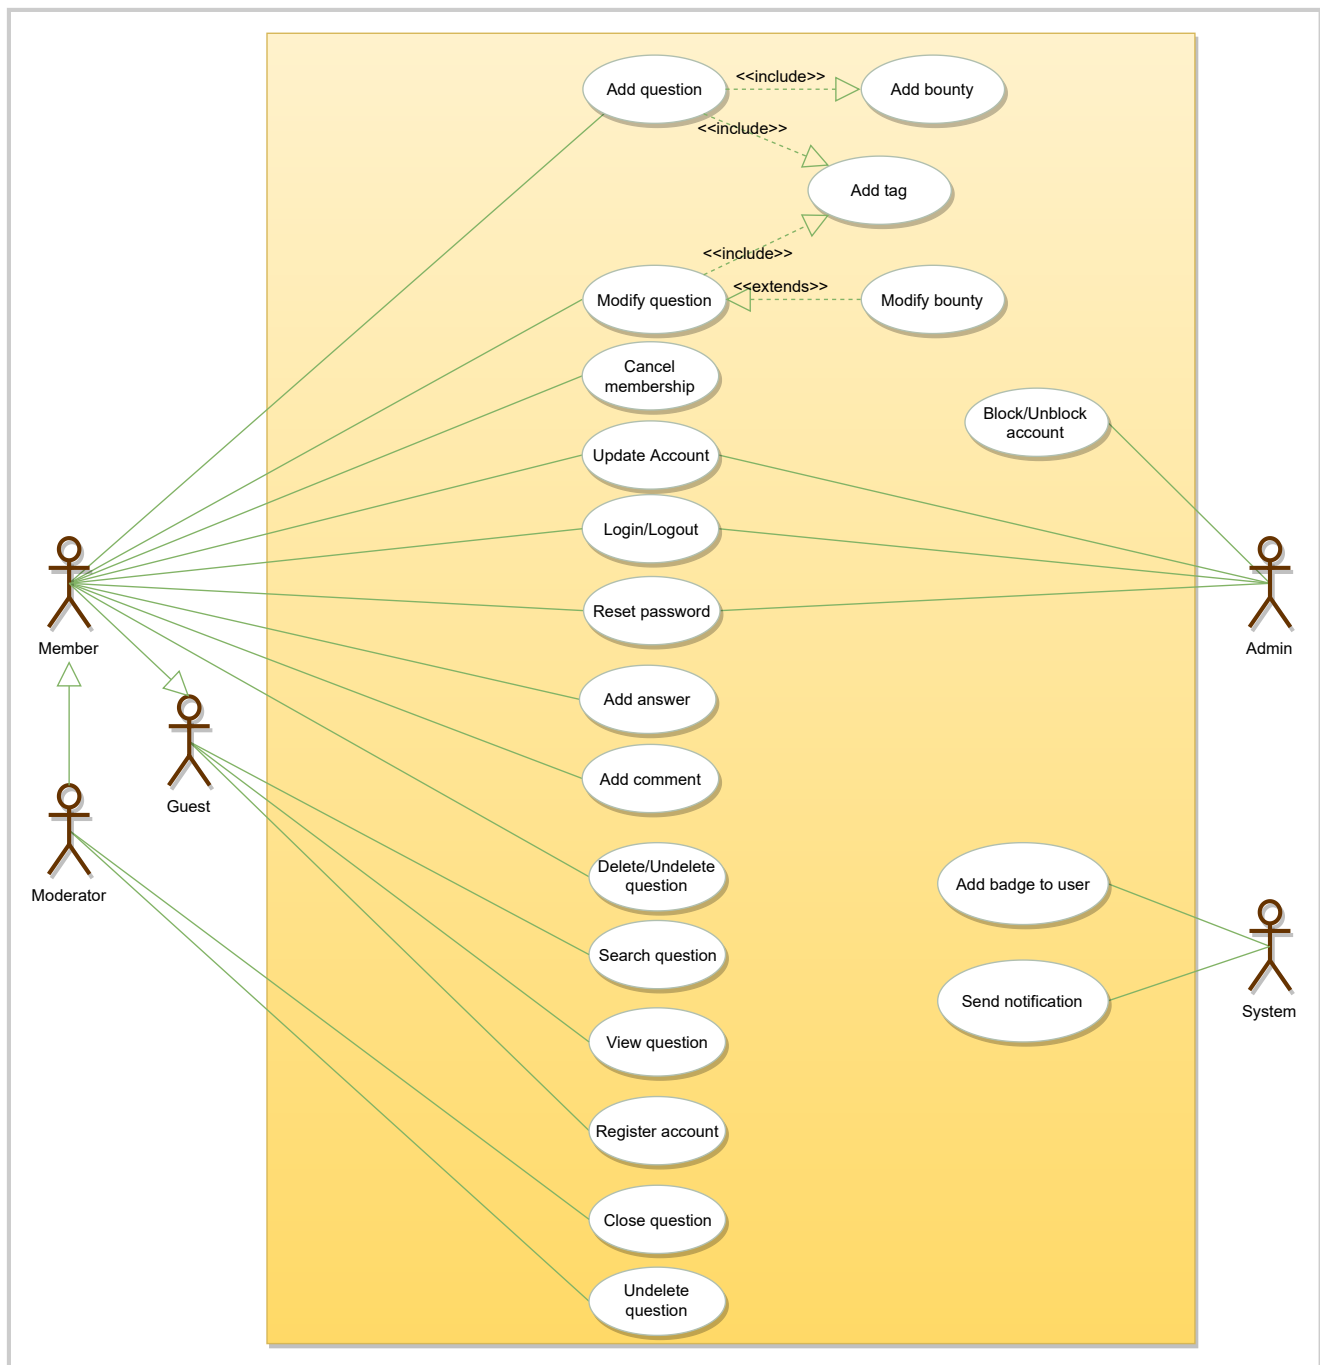 <<include>>
Add question
Add bounty
<<include>>
Add tag
<<include>>
<<extends>>
Modify question
Modify bounty
Cancel
membership
Block/Unblock
account
Update Account
Login/Logout
Reset password
Member
Admin
Add answer
Add comment
Guest
Delete/Undelete
question
Add badge to user
Moderator
Search question
Send notification
System
View question
Register account
Close question
Undelete
question